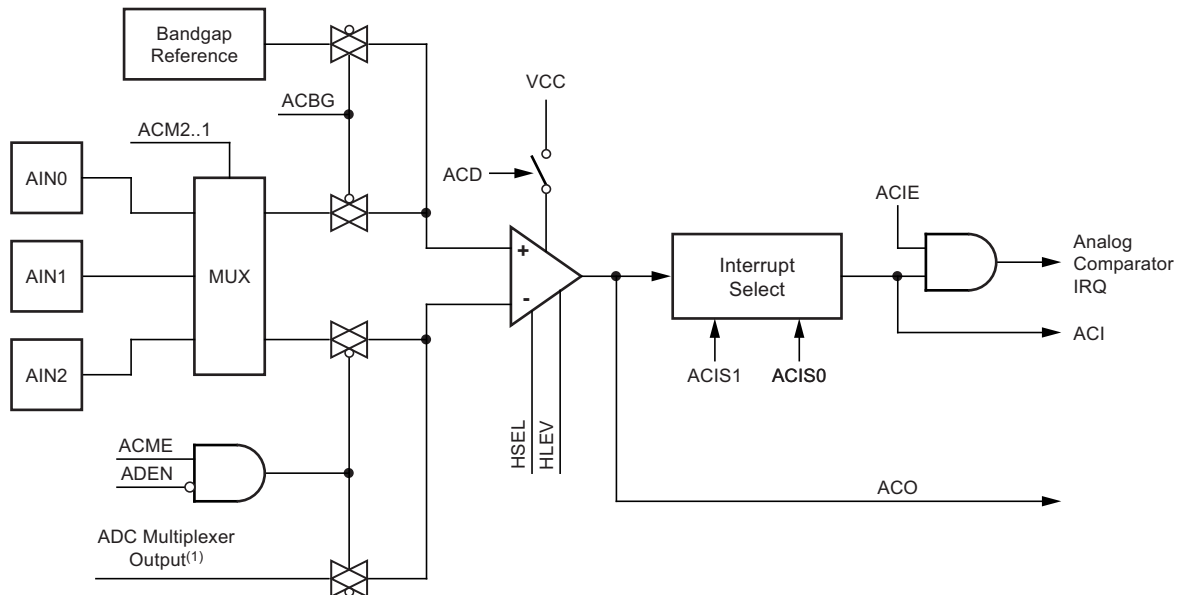 Bandgap
Reference
ACBG
ACM2..1
AIN0
AIN1
AIN2
MUX
VCC
ACD
+
-
HSEL
HLEV
Interrupt
Select
ACIS1
ACIS0
ACIE
Analog
Comparator
IRQ
ACI
ACO
ACME
ADEN
ADC Multiplexer
Output(1)